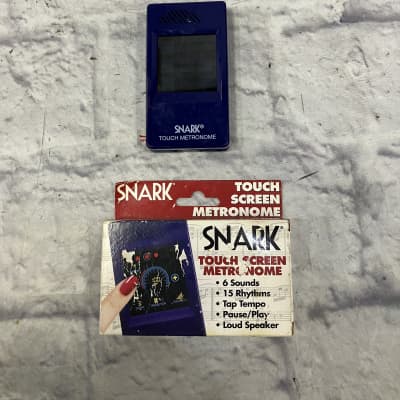 SNARK®
TOUCH METRONOME
SNARK
TOUCH
SCREEN
METRONOME
SNARK
TOUCH SCREEN
METRONOME
• 6 Sounds
• 15 Rhythms
• Tap Tempo
• Pause/Play
• Loud Speaker